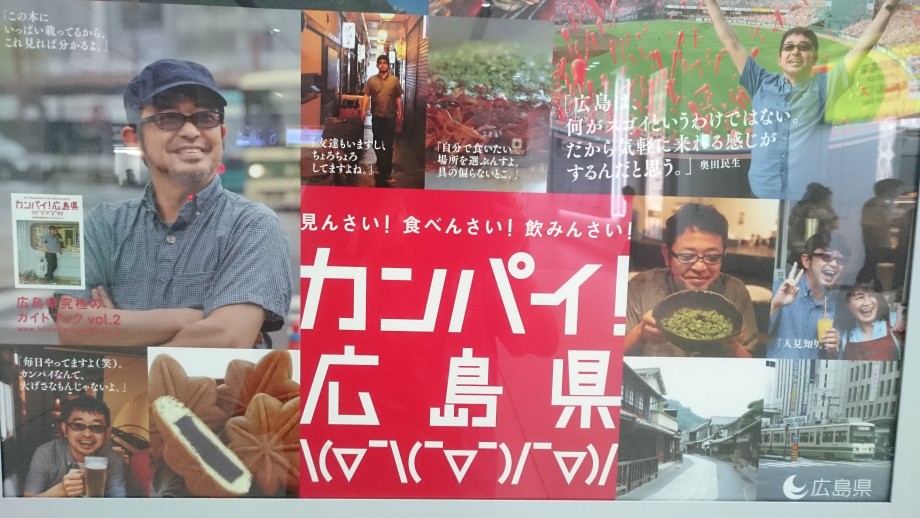 「この本に
いっぱい載ってるから、
これ見れば分かるよ。」
「友達もいますし、
ちょろちょろ
してますよね。」
「自分で食いたい
場所を選ぶんすよ。
真の偏らないとこ。」
「広島は、
何がスゴイというわけではない。
だから気軽に来れる感じが
するんだと思う。」 奥田民生
カンパイ!広島県
広島県究極の
ガイドブック vol.2
見んさい! 食べんさい! 飲みんさい!
カンパイ!
広島県
\(▽ ̄\( ̄▽ ̄)/ ̄▽)/
「人見知り。」
「毎日やってますよ(笑)。
カンパイなんて、
大げさなもんじゃないよ。」
広島県